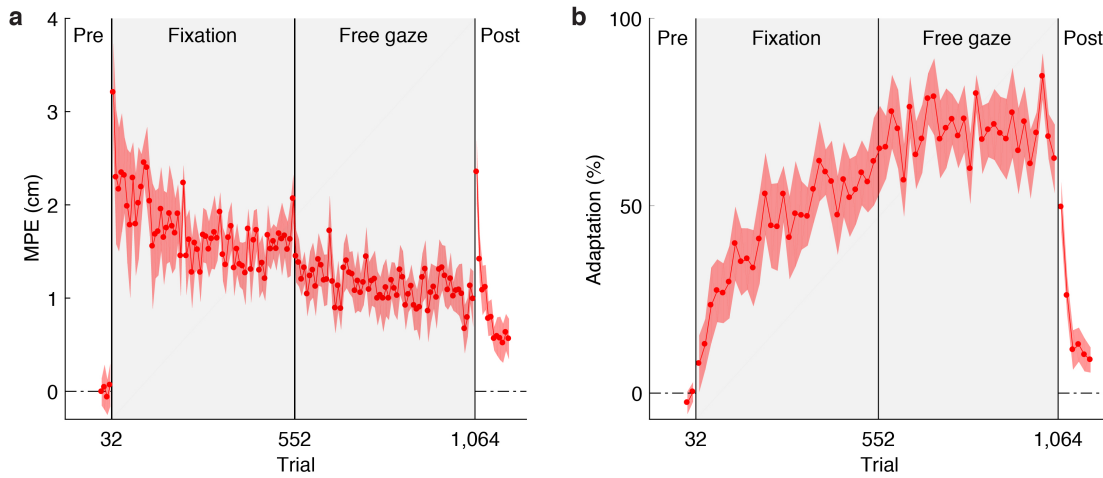 a
Pre
Fixation
Free gaze
Post
4
3
2
1
0
MPE (cm)
32
552
1,064
Trial
b
Pre
Fixation
Free gaze
Post
100
50
0
Adaptation (%)
32
552
1,064
Trial